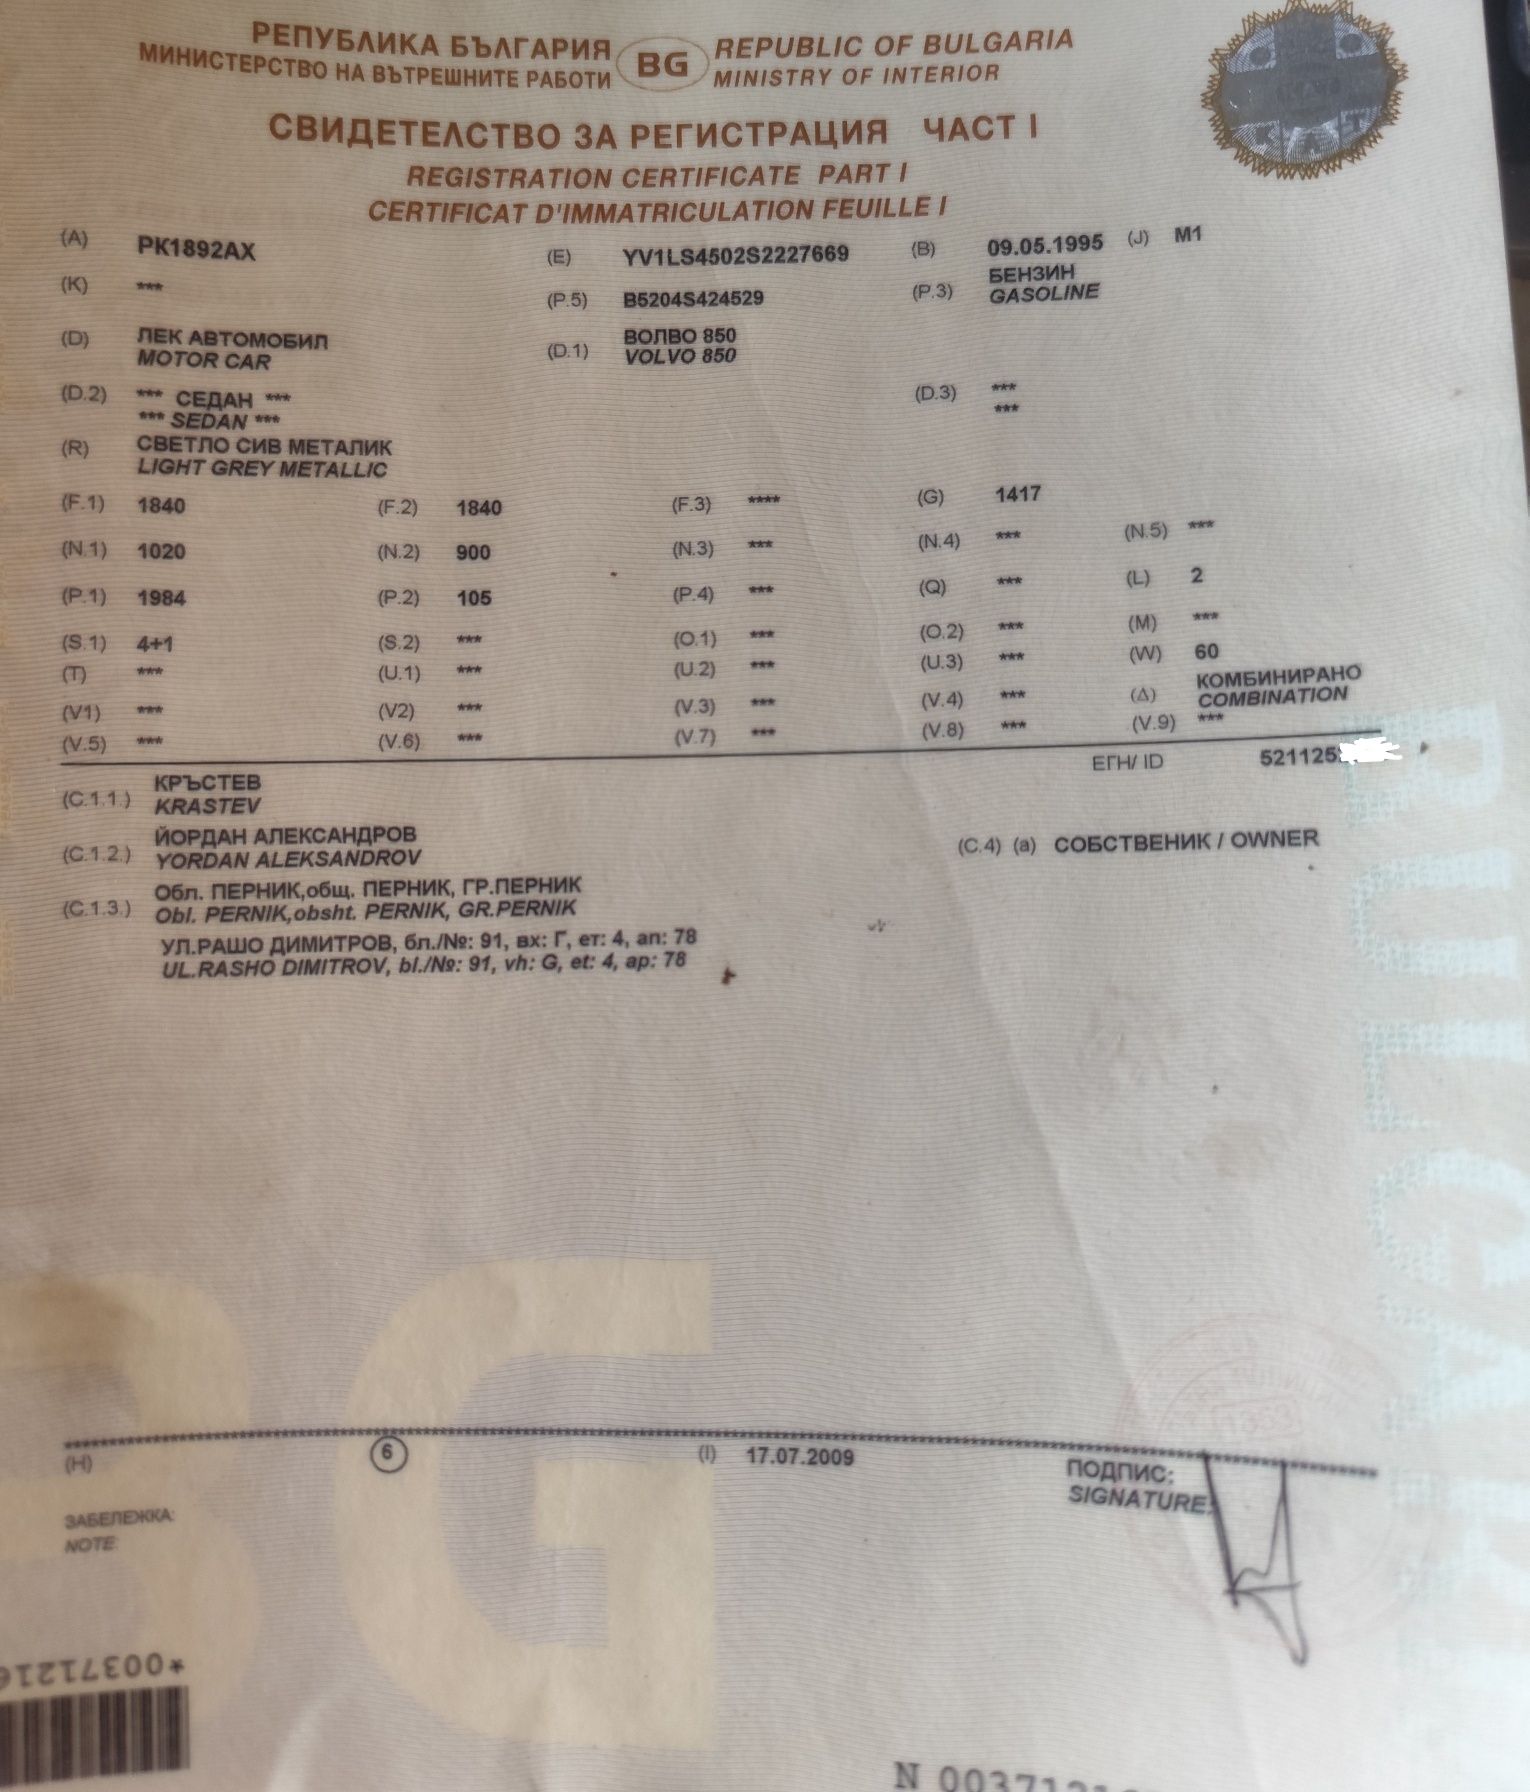 РЕПУБЛИКА БЪЛГАРИЯ BG REPUBLIC OF BULGARIA
МИНИСТЕРСТВО НА ВЪТРЕШНИТЕ РАБОТИ MINISTRY OF INTERIOR
СВИДЕТЕЛСТВО ЗА РЕГИСТРАЦИЯ ЧАСТ I
REGISTRATION CERTIFICATE PART I
CERTIFICAT D'IMMATRICULATION FEUILLE I
(A) РК1892АХ (E) YV1LS4502S2227669 (B) 09.05.1995 (J) M1
(K) *** (P.5) B5204S424529 (P.3) БЕНЗИН
GASOLINE
(D) ЛЕК АВТОМОБИЛ (D.1) ВОЛВО 850
MOTOR CAR VOLVO 850
(D.2) *** СЕДАН *** (D.3) ***
*** SEDAN *** ***
(R) СВЕТЛО СИВ МЕТАЛИК
LIGHT GREY METALLIC
(F.1) 1840 (F.2) 1840 (F.3) **** (G) 1417
(N.1) 1020 (N.2) 900 (N.3) *** (N.4) *** (N.5) ***
(P.1) 1984 (P.2) 105 (P.4) *** (Q) *** (L) 2
(S.1) 4+1 (S.2) *** (O.1) *** (O.2) *** (M) ***
(T) *** (U.1) *** (U.2) *** (U.3) *** (W) 60
(V1) *** (V2) *** (V.3) *** (V.4) *** (Δ) КОМБИНИРАНО
COMBINATION
(V.5) *** (V.6) *** (V.7) *** (V.8) *** (V.9) ***
ЕГН/ ID 521125
(C.1.1.) КРЪСТЕВ
KRASTEV
(C.1.2.) ЙОРДАН АЛЕКСАНДРОВ (C.4) (a) СОБСТВЕНИК / OWNER
YORDAN ALEKSANDROV
(C.1.3.) Обл. ПЕРНИК,общ. ПЕРНИК, ГР.ПЕРНИК
Obl. PERNIK,obsht. PERNIK, GR.PERNIK
УЛ.РАШО ДИМИТРОВ, бл./№: 91, вх: Г, ет: 4, ап: 78
UL.RASHO DIMITROV, bl./№: 91, vh: G, et: 4, ap: 78
(H) 6 (I) 17.07.2009 ПОДПИС:
SIGNATURE:
ЗАБЕЛЕЖКА:
NOTE:
BG
*00371216
N 00371216
BULGARIA